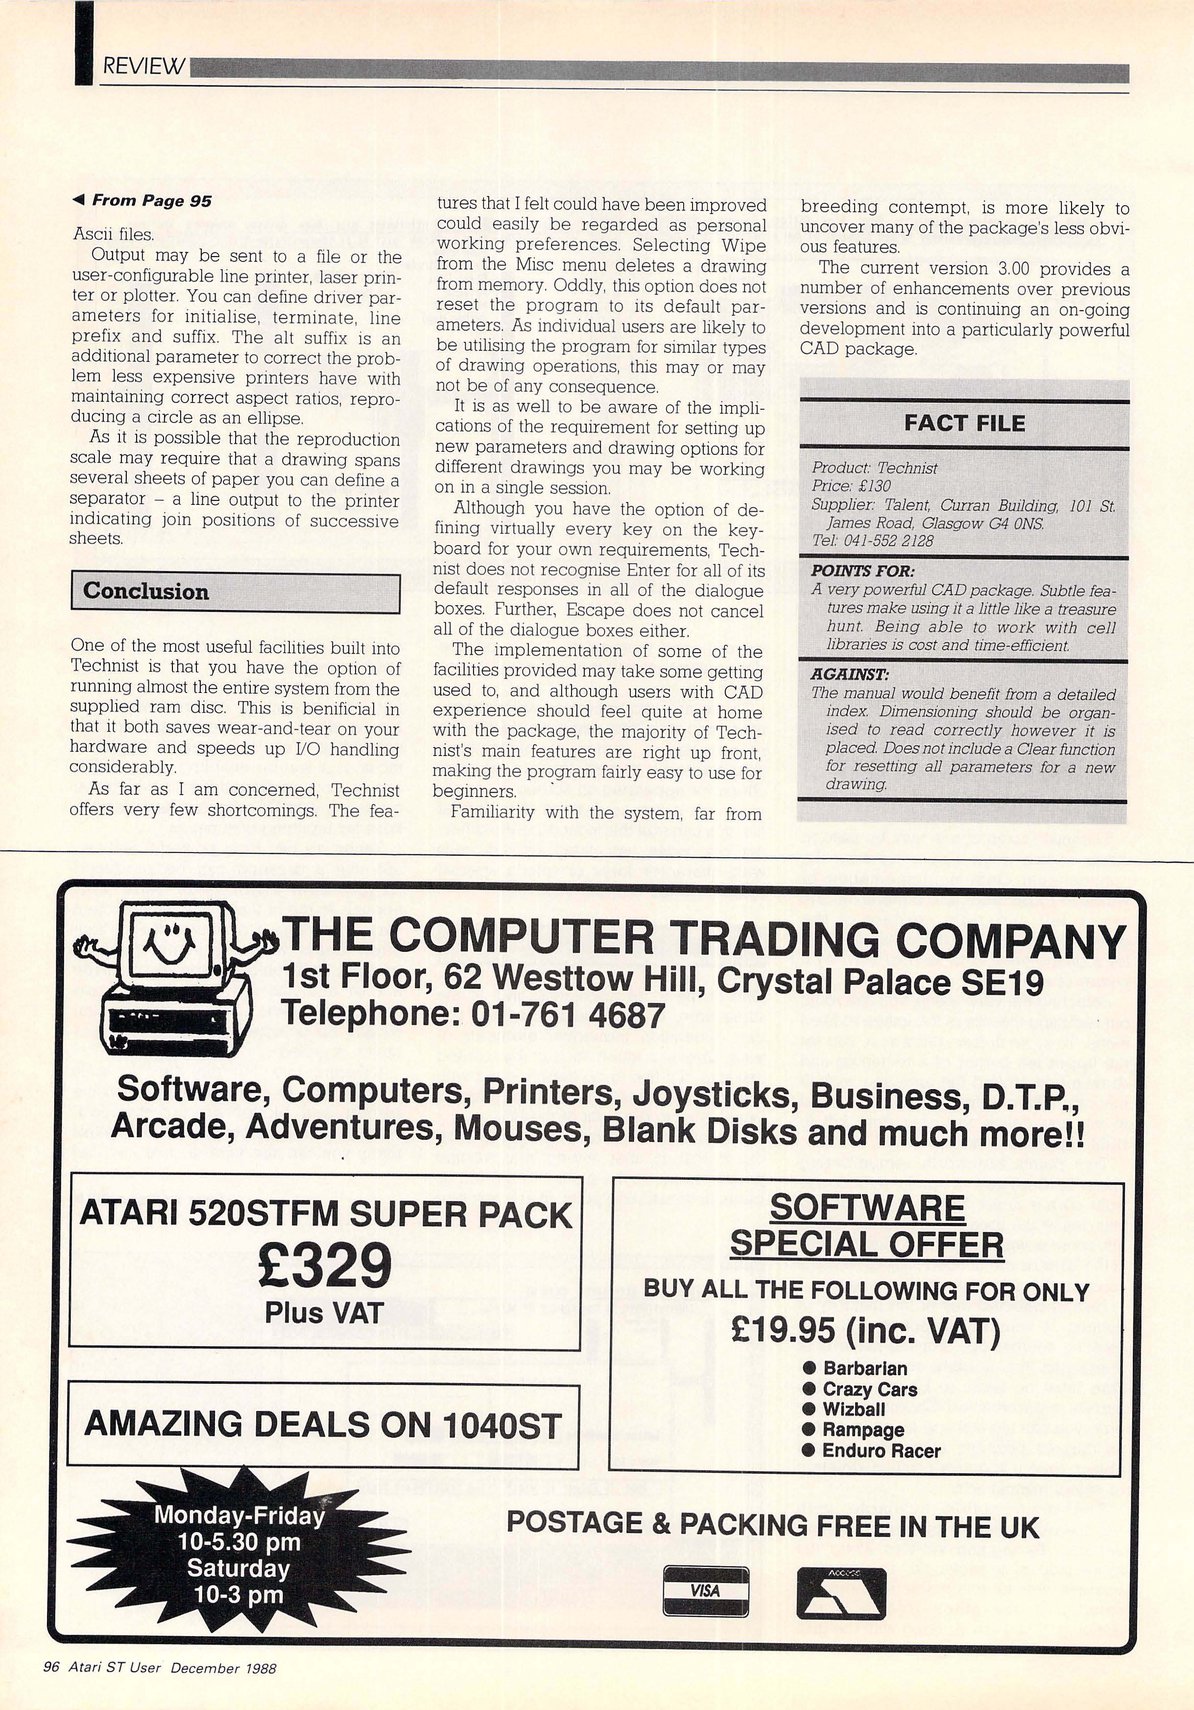 REVIEW
◄ From Page 95
Ascii files.
Output may be sent to a file or the
user-configurable line printer, laser prin-
ter or plotter. You can define driver par-
ameters for initialise, terminate, line
prefix and suffix. The alt suffix is an
additional parameter to correct the prob-
lem less expensive printers have with
maintaining correct aspect ratios, repro-
ducing a circle as an ellipse.
As it is possible that the reproduction
scale may require that a drawing spans
several sheets of paper you can define a
separator – a line output to the printer
indicating join positions of successive
sheets.
Conclusion
One of the most useful facilities built into
Technist is that you have the option of
running almost the entire system from the
supplied ram disc. This is benificial in
that it both saves wear-and-tear on your
hardware and speeds up I/O handling
considerably.
As far as I am concerned, Technist
offers very few shortcomings. The fea-
tures that I felt could have been improved
could easily be regarded as personal
working preferences. Selecting Wipe
from the Misc menu deletes a drawing
from memory. Oddly, this option does not
reset the program to its default par-
ameters. As individual users are likely to
be utilising the program for similar types
of drawing operations, this may or may
not be of any consequence.
It is as well to be aware of the impli-
cations of the requirement for setting up
new parameters and drawing options for
different drawings you may be working
on in a single session.
Although you have the option of de-
fining virtually every key on the key-
board for your own requirements, Tech-
nist does not recognise Enter for all of its
default responses in all of the dialogue
boxes. Further, Escape does not cancel
all of the dialogue boxes either.
The implementation of some of the
facilities provided may take some getting
used to, and although users with CAD
experience should feel quite at home
with the package, the majority of Tech-
nist's main features are right up front,
making the program fairly easy to use for
beginners.
Familiarity with the system, far from
breeding contempt, is more likely to
uncover many of the package's less obvi-
ous features.
The current version 3.00 provides a
number of enhancements over previous
versions and is continuing an on-going
development into a particularly powerful
CAD package.
FACT FILE
Product: Technist
Price: £130
Supplier: Talent, Curran Building, 101 St.
James Road, Glasgow G4 0NS.
Tel: 041-552 2128
POINTS FOR:
A very powerful CAD package. Subtle fea-
tures make using it a little like a treasure
hunt. Being able to work with cell
libraries is cost and time-efficient.
AGAINST:
The manual would benefit from a detailed
index. Dimensioning should be organ-
ised to read correctly however it is
placed. Does not include a Clear function
for resetting all parameters for a new
drawing.
THE COMPUTER TRADING COMPANY
1st Floor, 62 Westtow Hill, Crystal Palace SE19
Telephone: 01-761 4687
Software, Computers, Printers, Joysticks, Business, D.T.P.,
Arcade, Adventures, Mouses, Blank Disks and much more!!
ATARI 520STFM SUPER PACK
£329
Plus VAT
AMAZING DEALS ON 1040ST
SOFTWARE
SPECIAL OFFER
BUY ALL THE FOLLOWING FOR ONLY
£19.95 (inc. VAT)
● Barbarian
● Crazy Cars
● Wizball
● Rampage
● Enduro Racer
Monday-Friday
10-5.30 pm
Saturday
10-3 pm
POSTAGE & PACKING FREE IN THE UK
VISA
ACCESS
96 Atari ST User December 1988